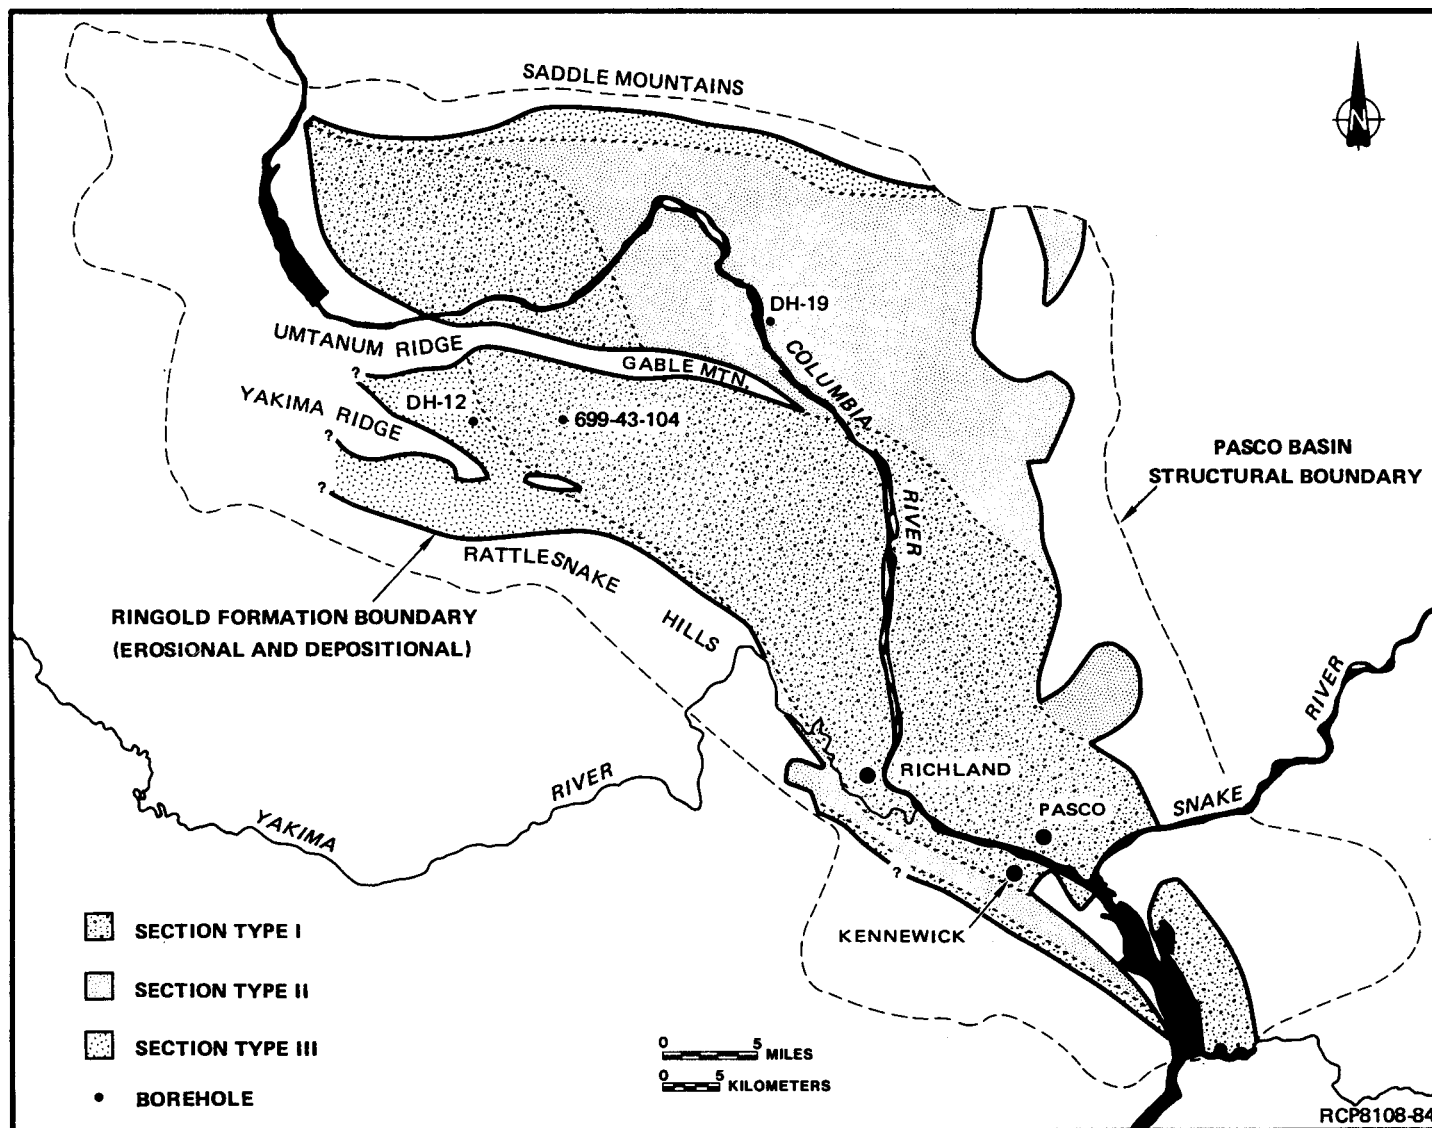 SADDLE MOUNTAINS
N
DH-19
UMTANUM RIDGE
GABLE MTN.
COLUMBIA
RIVER
?
DH-12
699-43-104
YAKIMA RIDGE
?
?
PASCO BASIN
STRUCTURAL BOUNDARY
RATTLESNAKE
HILLS
RINGOLD FORMATION BOUNDARY
(EROSIONAL AND DEPOSITIONAL)
RICHLAND
PASCO
SNAKE
RIVER
YAKIMA
RIVER
?
KENNEWICK
SECTION TYPE I
SECTION TYPE II
SECTION TYPE III
BOREHOLE
0 5
MILES
0 5
KILOMETERS
RCP8108-84